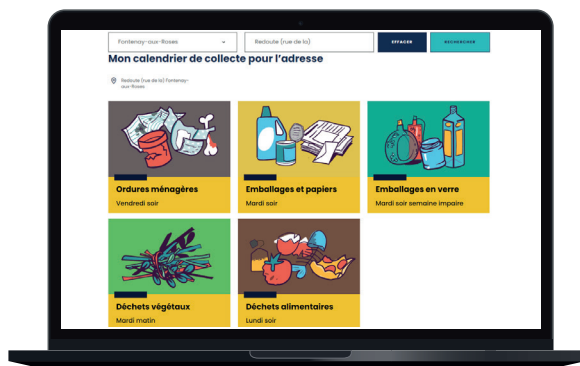 Fontenay-aux-Roses
Redoute (rue de la)
EFFACER
RECHERCHER
Mon calendrier de collecte pour l'adresse
Redoute (rue de la) Fontenay-
aux-Roses
Ordures ménagères
Vendredi soir
Emballages et papiers
Mardi soir
Emballages en verre
Mardi soir semaine impaire
Déchets végétaux
Mardi matin
Déchets alimentaires
Lundi soir